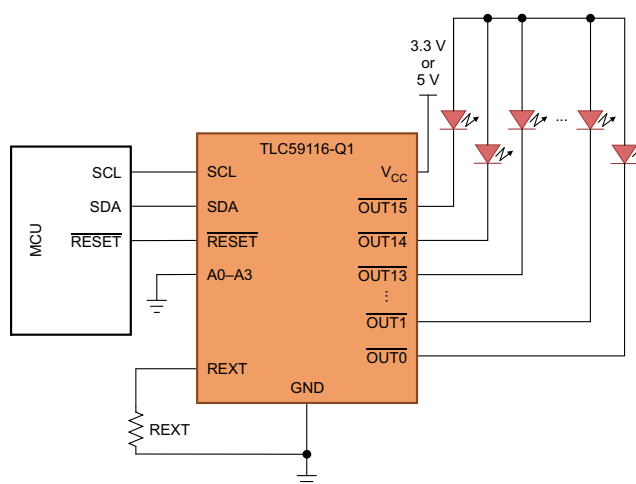 3.3 V
or
5 V
TLC59116-Q1
MCU
SCL
SDA
RESET
SCL
SDA
RESET
A0–A3
REXT
GND
VCC
OUT15
OUT14
OUT13
...
OUT1
OUT0
...
REXT